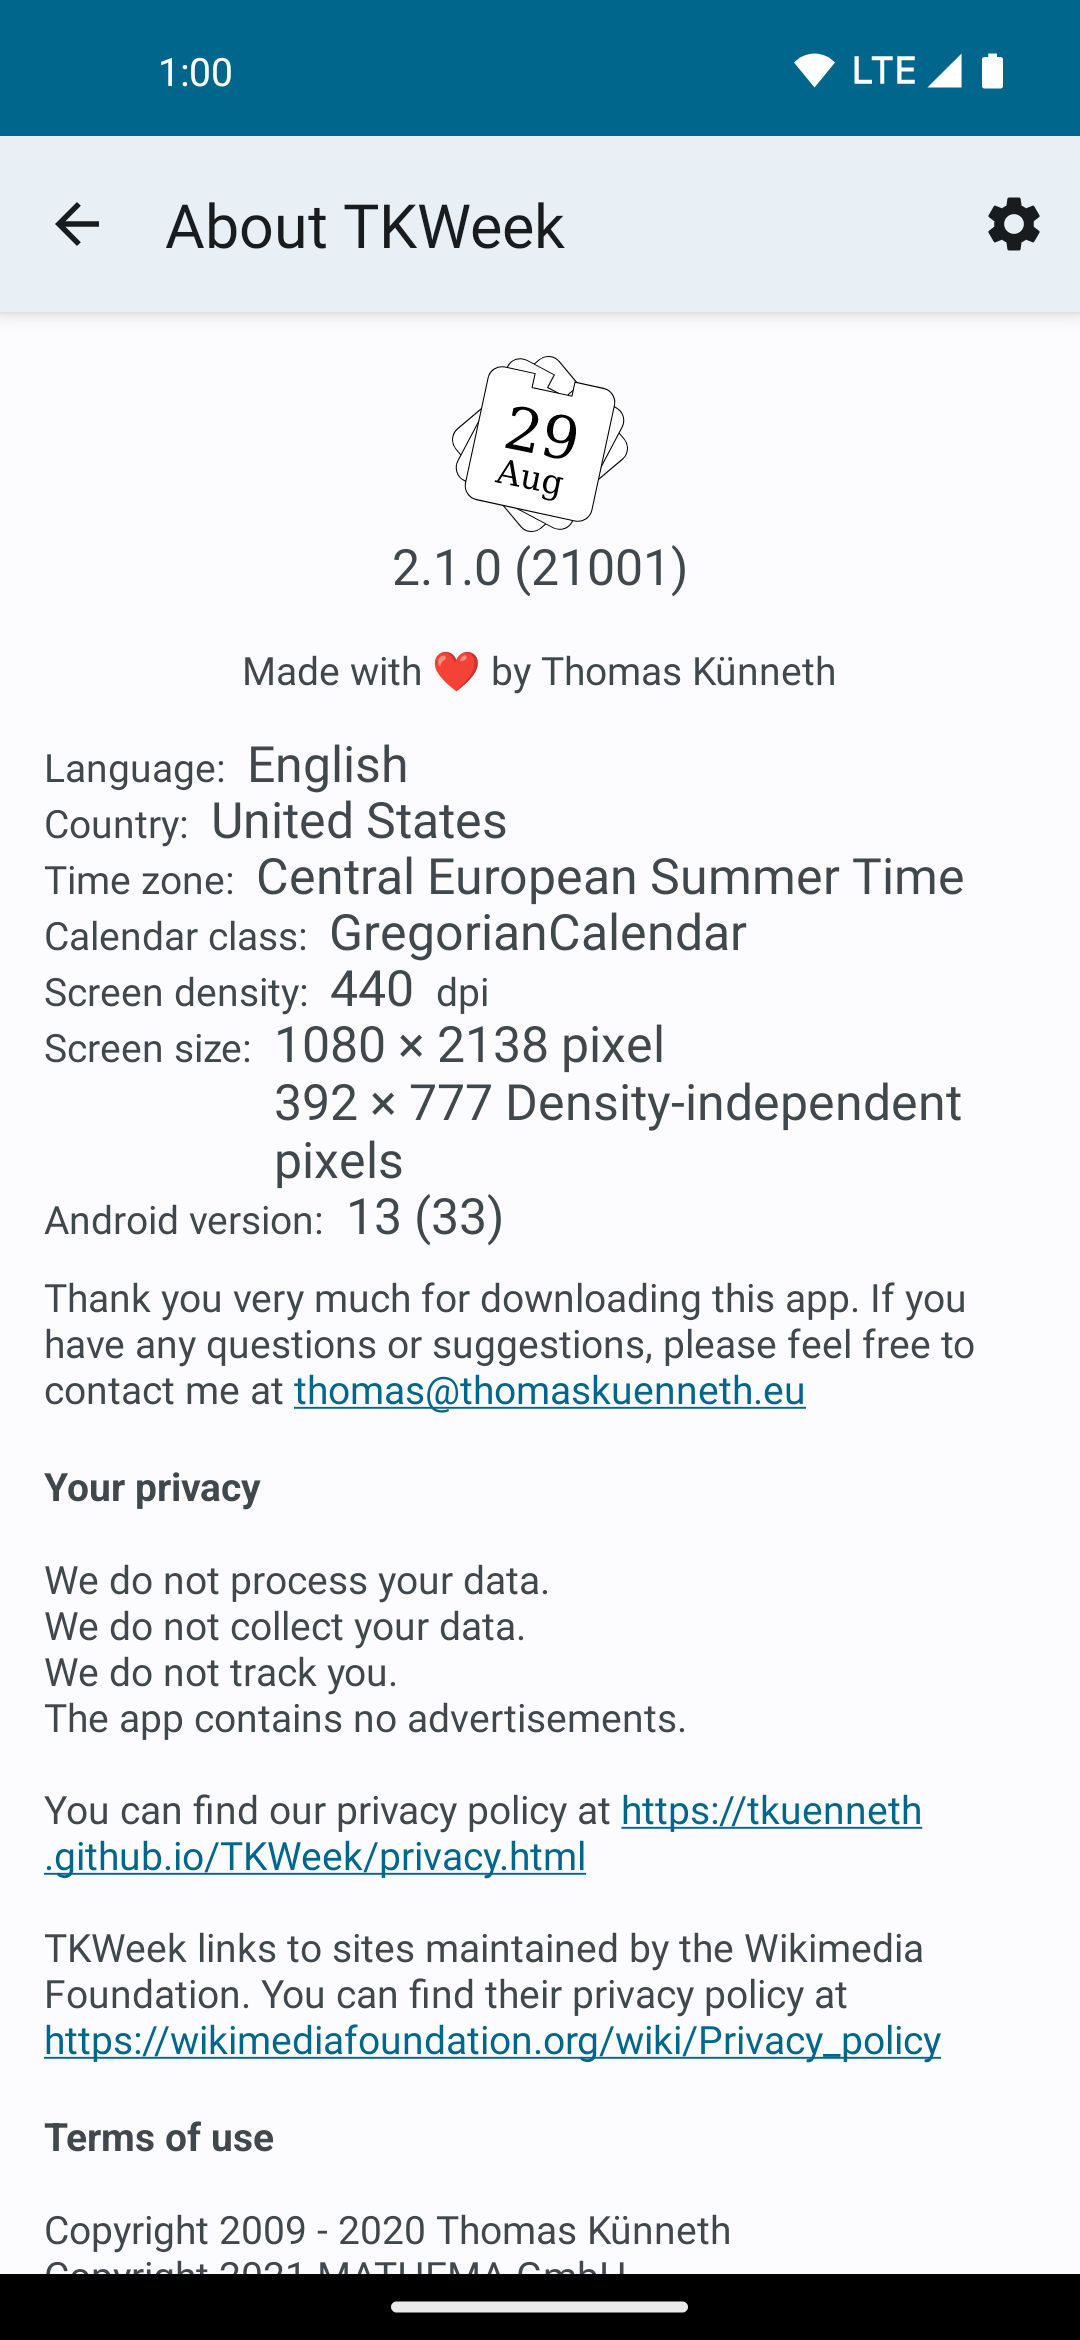 1:00
LTE
About TKWeek
29
Aug
2.1.0 (21001)
Made with ❤️ by Thomas Künneth
Language: English
Country: United States
Time zone: Central European Summer Time
Calendar class: GregorianCalendar
Screen density: 440 dpi
Screen size: 1080 × 2138 pixel
392 × 777 Density-independent
pixels
Android version: 13 (33)
Thank you very much for downloading this app. If you
have any questions or suggestions, please feel free to
contact me at thomas@thomaskuenneth.eu
Your privacy
We do not process your data.
We do not collect your data.
We do not track you.
The app contains no advertisements.
You can find our privacy policy at https://tkuenneth
.github.io/TKWeek/privacy.html
TKWeek links to sites maintained by the Wikimedia
Foundation. You can find their privacy policy at
https://wikimediafoundation.org/wiki/Privacy_policy
Terms of use
Copyright 2009 - 2020 Thomas Künneth
Copyright 2021 MATHEMA GmbH